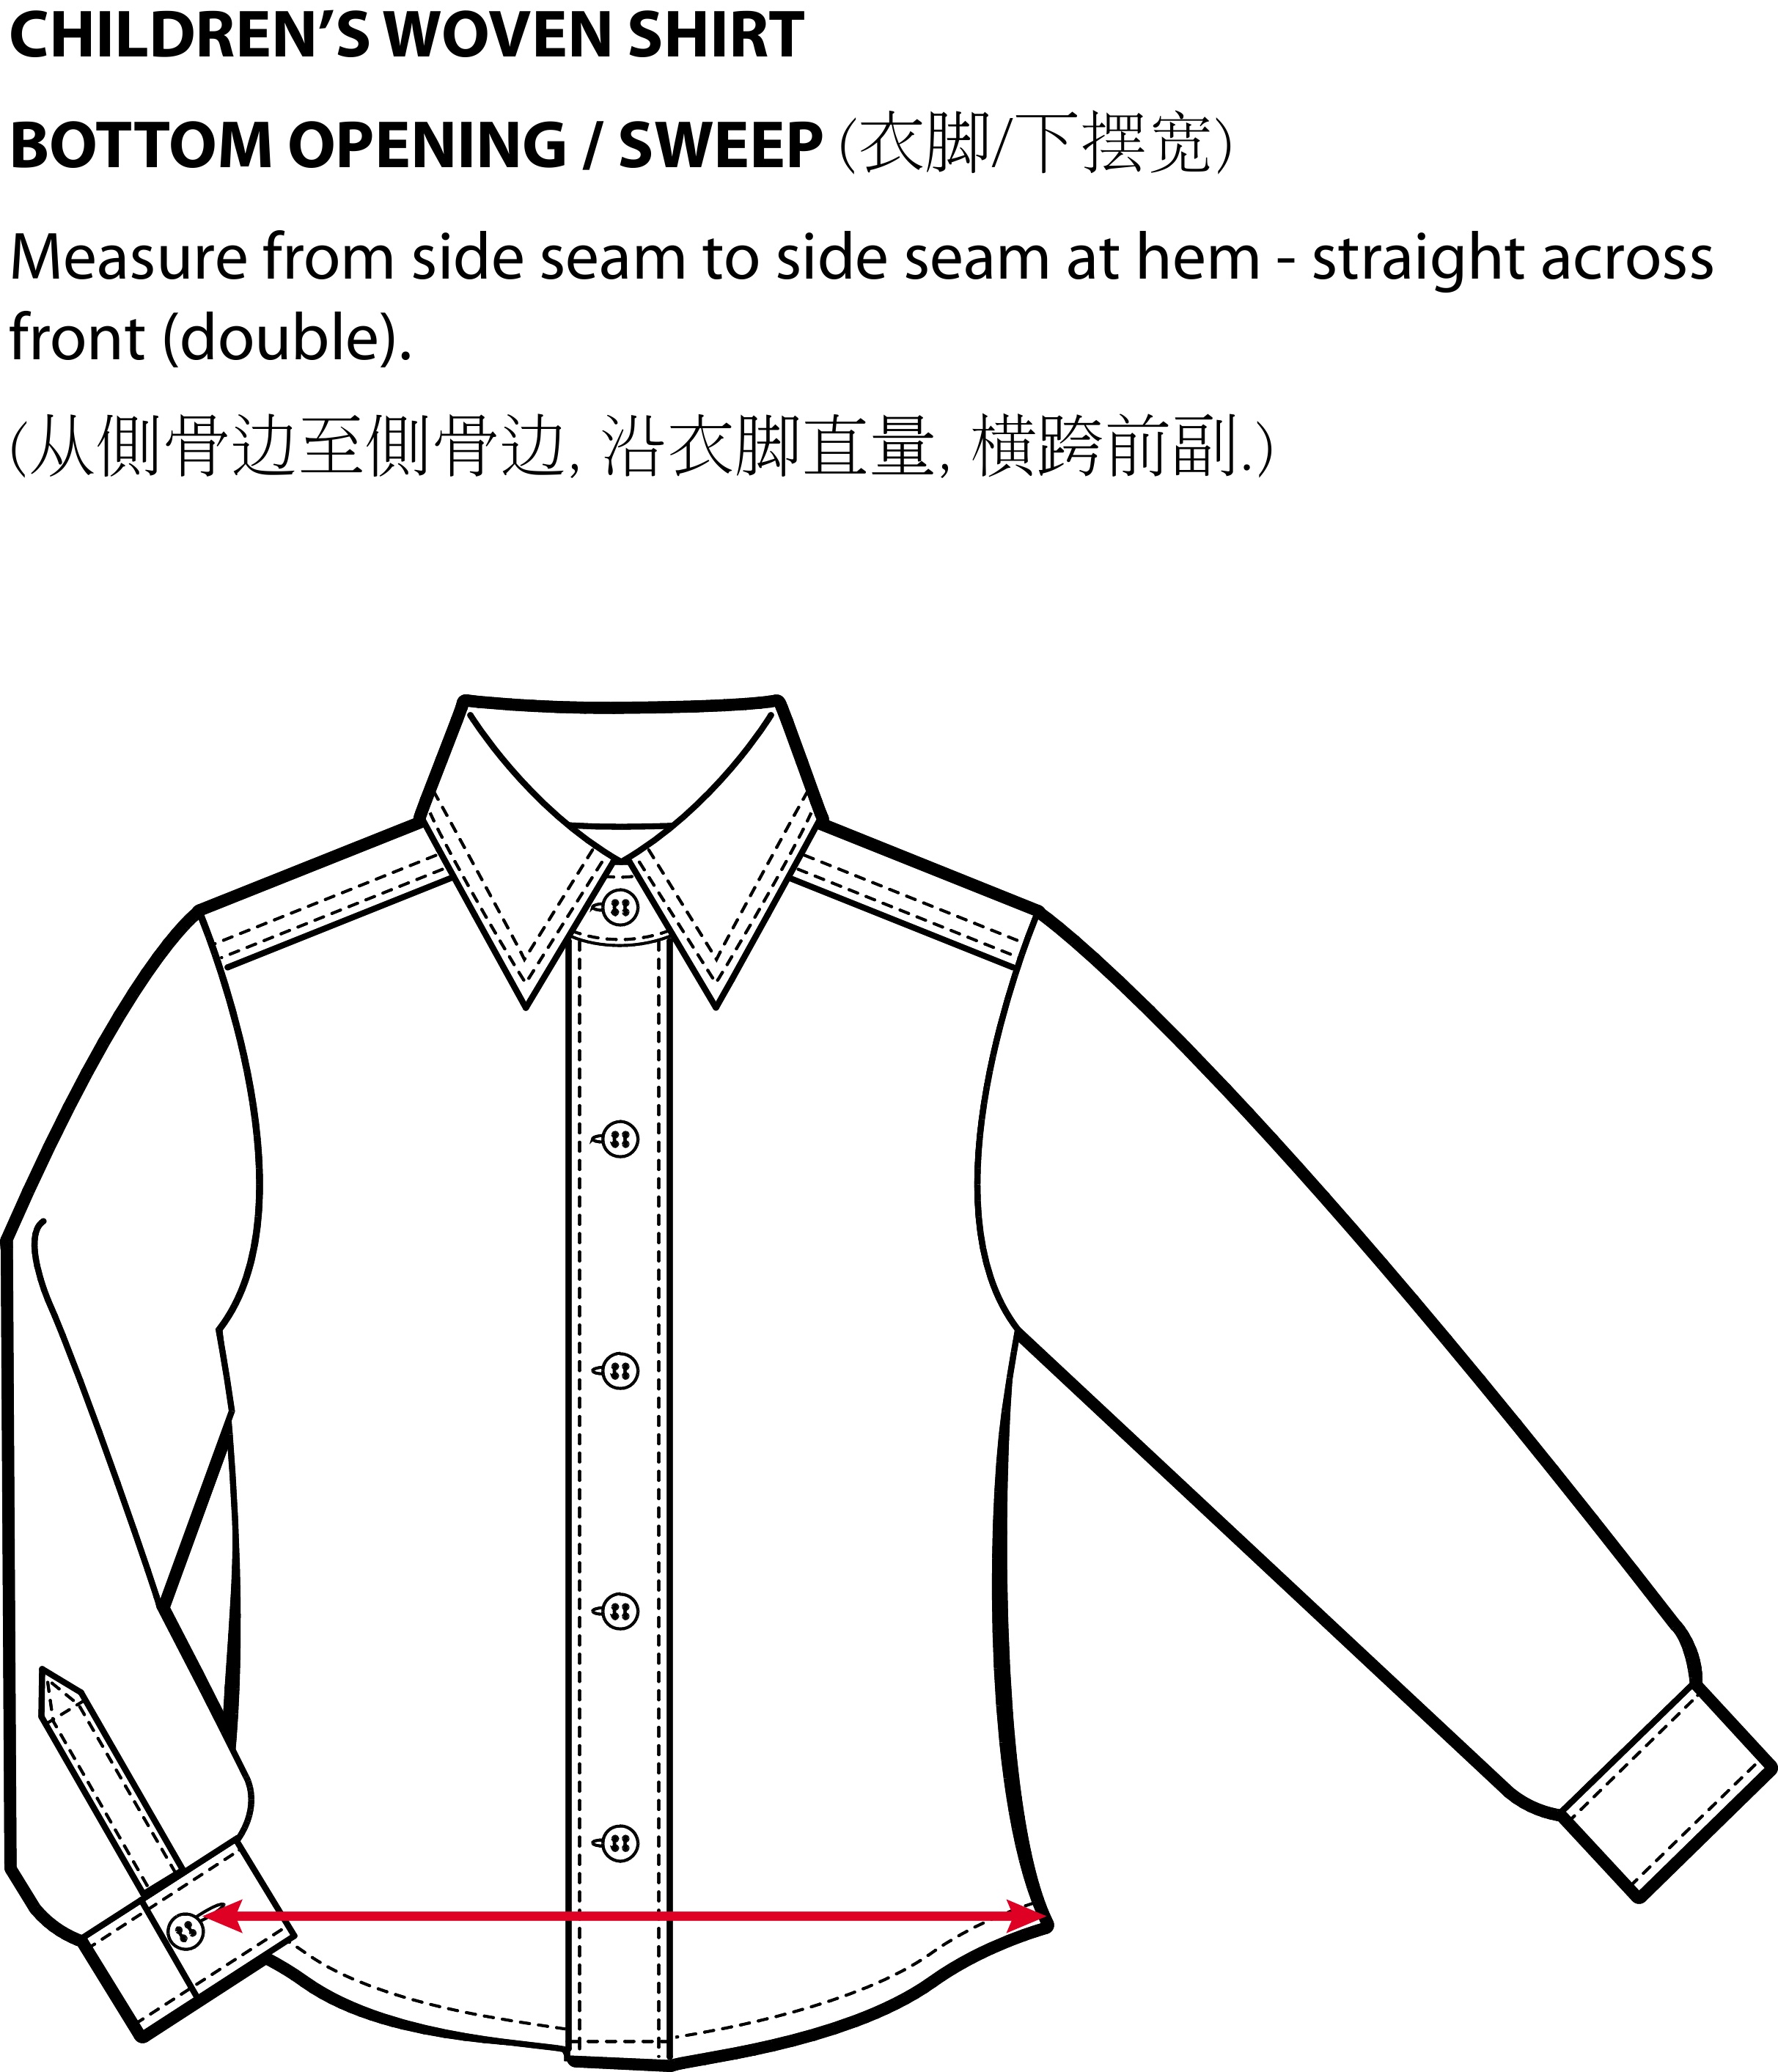 CHILDREN’S WOVEN SHIRT
BOTTOM OPENING / SWEEP (衣脚/下摆宽)
Measure from side seam to side seam at hem - straight across
front (double).
(从側骨边至側骨边, 沿衣脚直量, 横跨前副.)